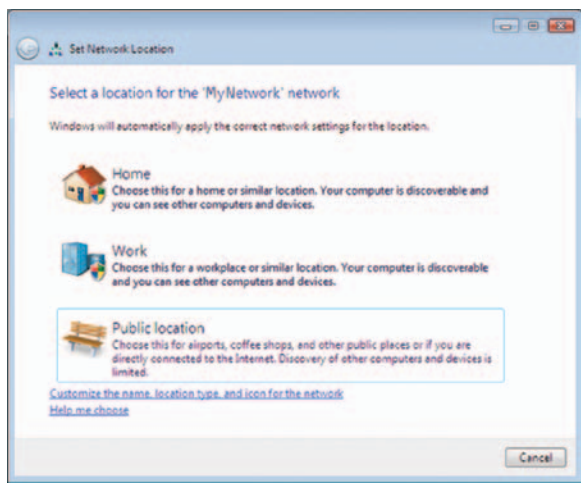 Set Network Location
Select a location for the 'MyNetwork' network
Windows will automatically apply the correct network settings for the location.
Home
Choose this for a home or similar location. Your computer is discoverable and
you can see other computers and devices.
Work
Choose this for a workplace or similar location. Your computer is discoverable
and you can see other computers and devices.
Public location
Choose this for airports, coffee shops, and other public places or if you are
directly connected to the Internet. Discovery of other computers and devices is
limited.
Customize the name, location type, and icon for the network
Help me choose
Cancel